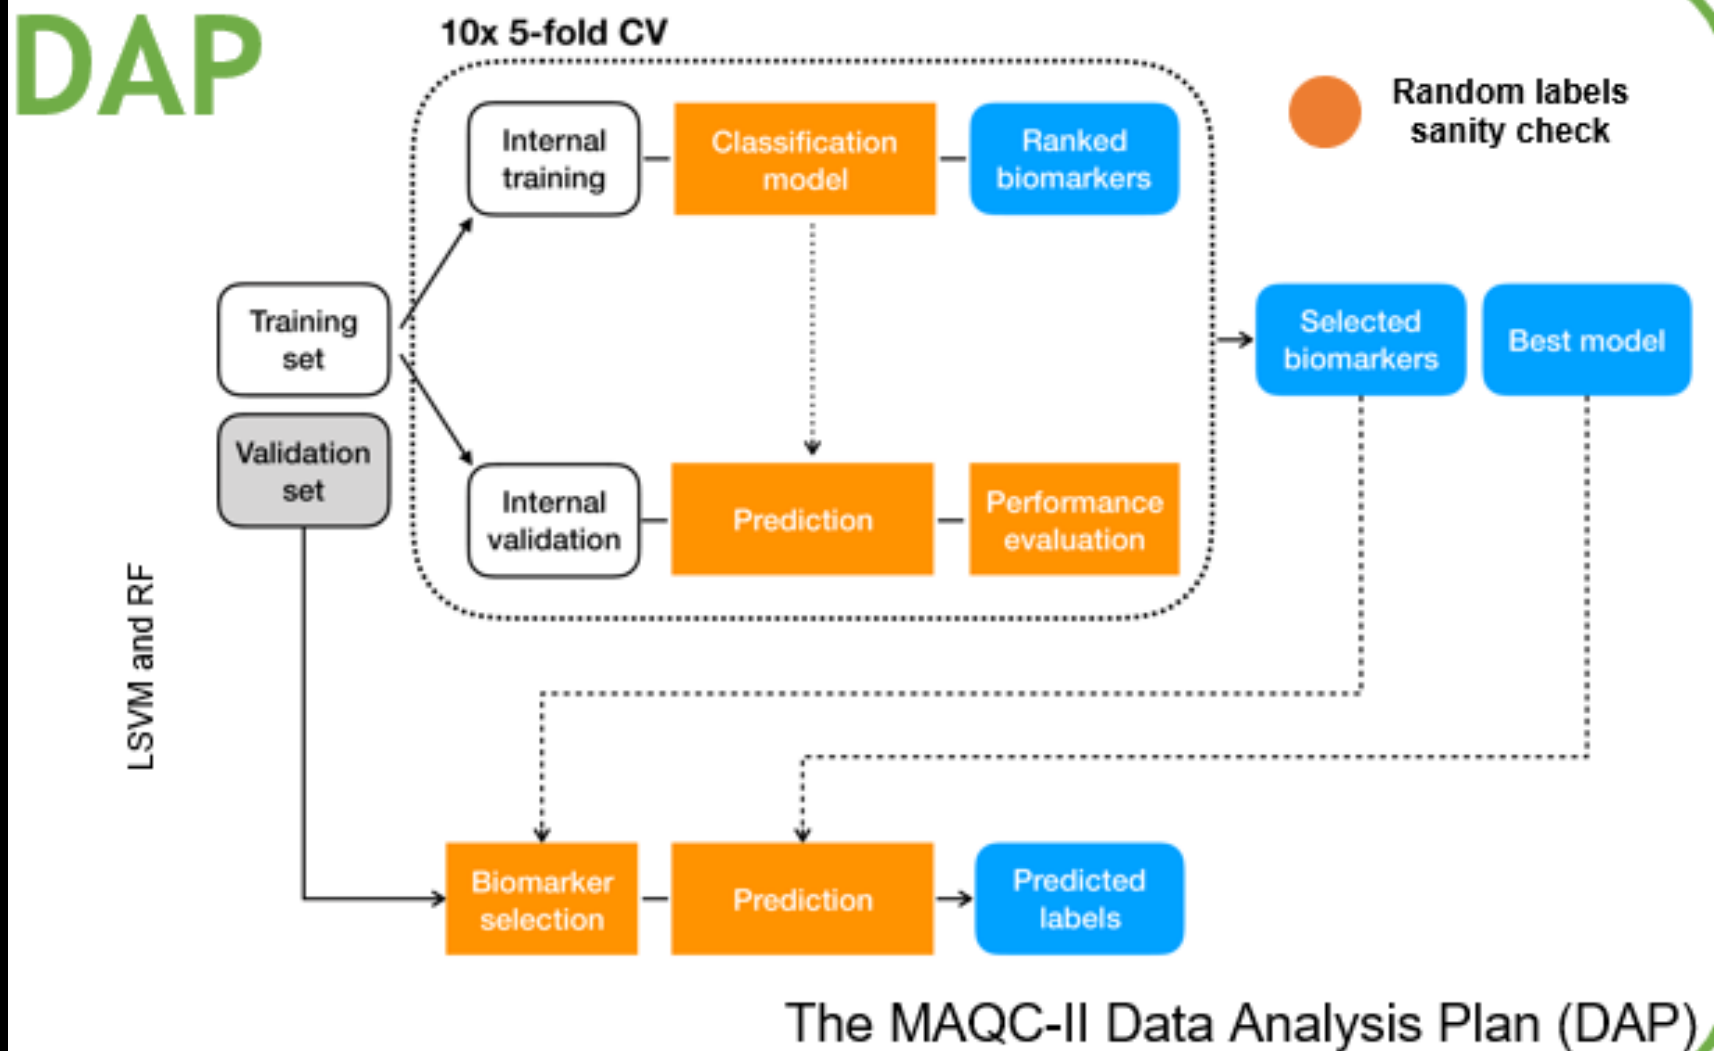 DAP
10x 5-fold CV
Random labels
sanity check
Internal
training
Classification
model
Ranked
biomarkers
Training
set
Selected
biomarkers
Best model
Validation
set
Internal
validation
Prediction
Performance
evaluation
LSVM and RF
Biomarker
selection
Prediction
Predicted
labels
The MAQC-II Data Analysis Plan (DAP)